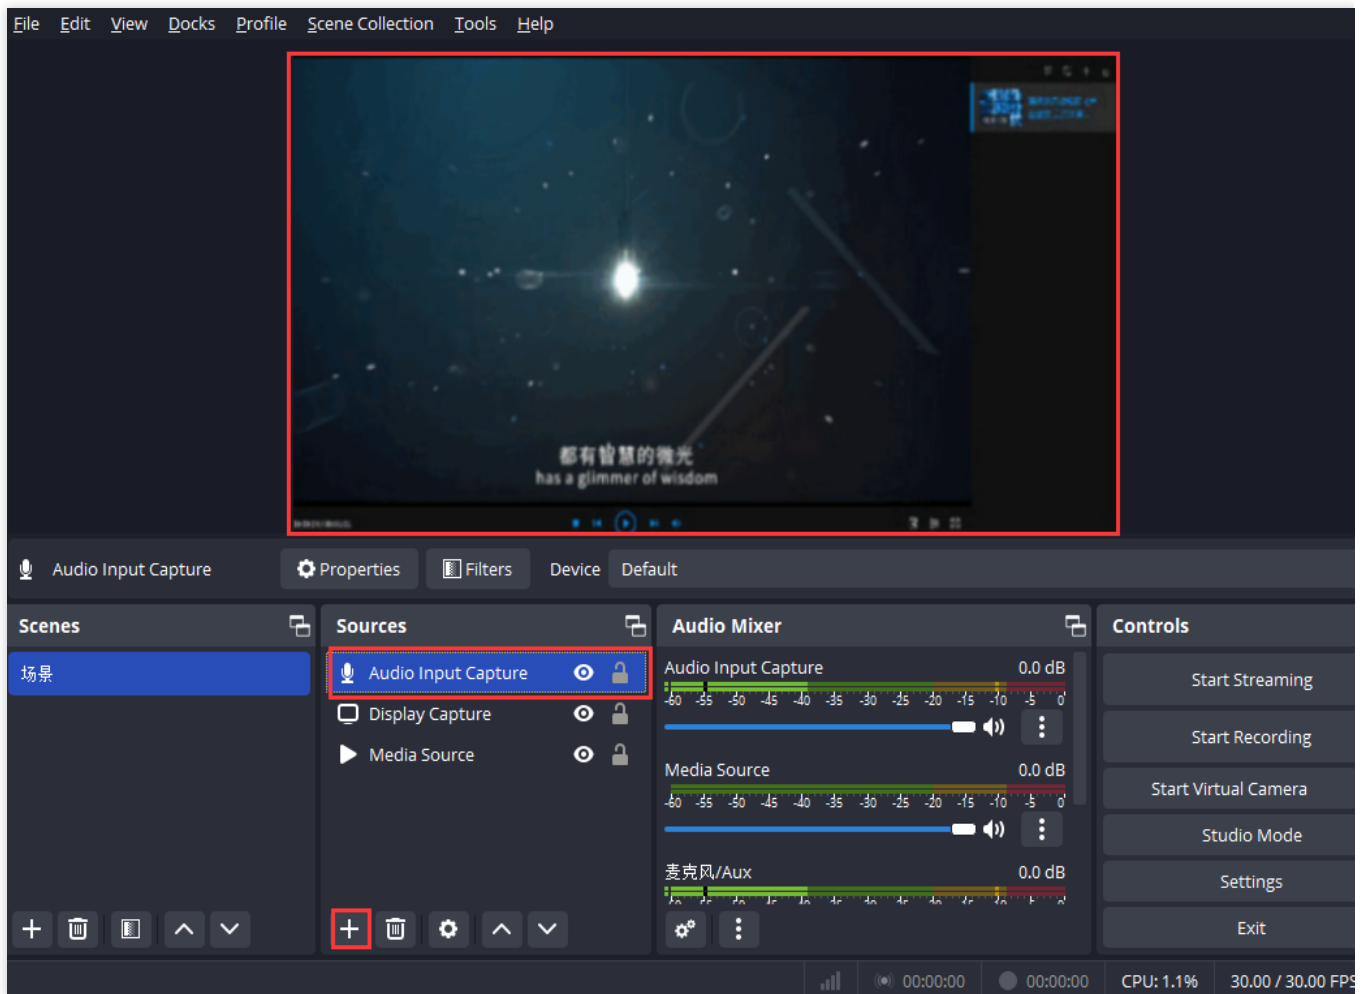 File Edit View Docks Profile Scene Collection Tools Help
都有智慧的微光
has a glimmer of wisdom
Audio Input Capture Properties Filters Device Default
Scenes
场景
Sources
Audio Input Capture
Display Capture
Media Source
Audio Mixer
Audio Input Capture 0.0 dB
-60 -55 -50 -45 -40 -35 -30 -25 -20 -15 -10 -5 0
Media Source 0.0 dB
-60 -55 -50 -45 -40 -35 -30 -25 -20 -15 -10 -5 0
麦克风/Aux 0.0 dB
Controls
Start Streaming
Start Recording
Start Virtual Camera
Studio Mode
Settings
Exit
00:00:00 00:00:00 CPU: 1.1% 30.00 / 30.00 FPS